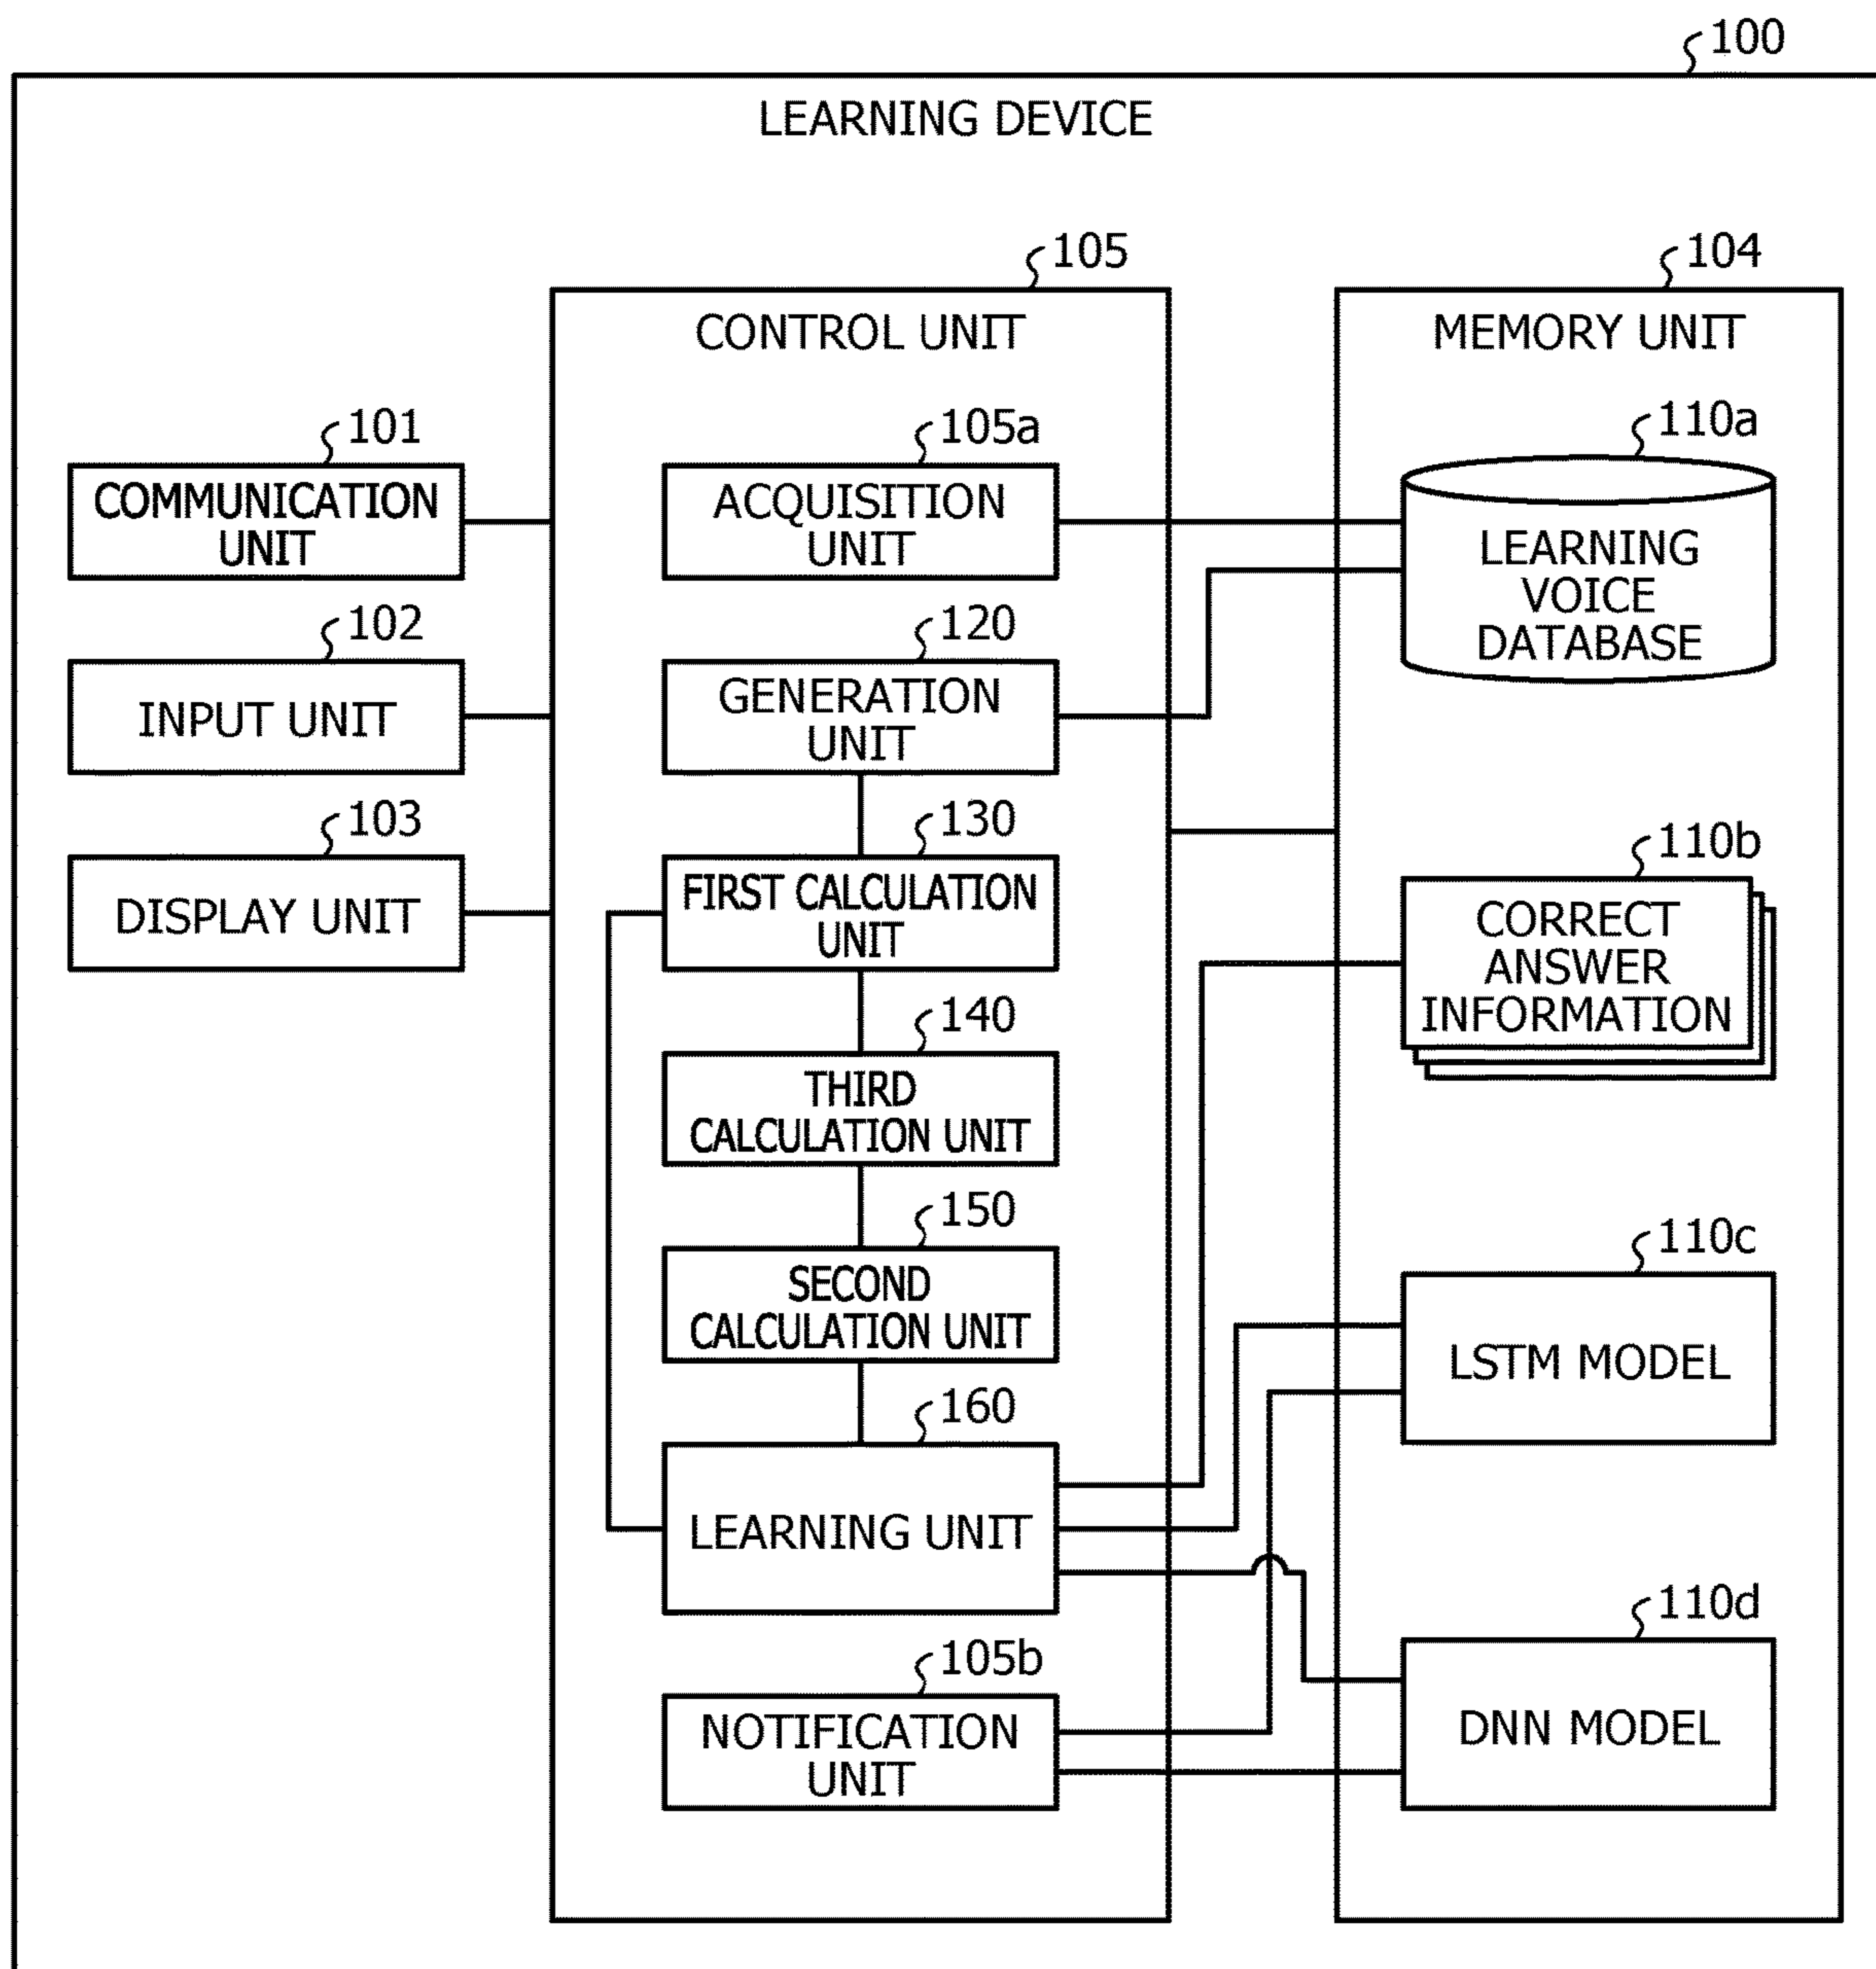 100
LEARNING DEVICE
105
CONTROL UNIT
104
MEMORY UNIT
101
COMMUNICATION
UNIT
102
INPUT UNIT
103
DISPLAY UNIT
105a
ACQUISITION
UNIT
120
GENERATION
UNIT
130
FIRST CALCULATION
UNIT
140
THIRD
CALCULATION UNIT
150
SECOND
CALCULATION UNIT
160
LEARNING UNIT
105b
NOTIFICATION
UNIT
110a
LEARNING
VOICE
DATABASE
110b
CORRECT
ANSWER
INFORMATION
110c
LSTM MODEL
110d
DNN MODEL